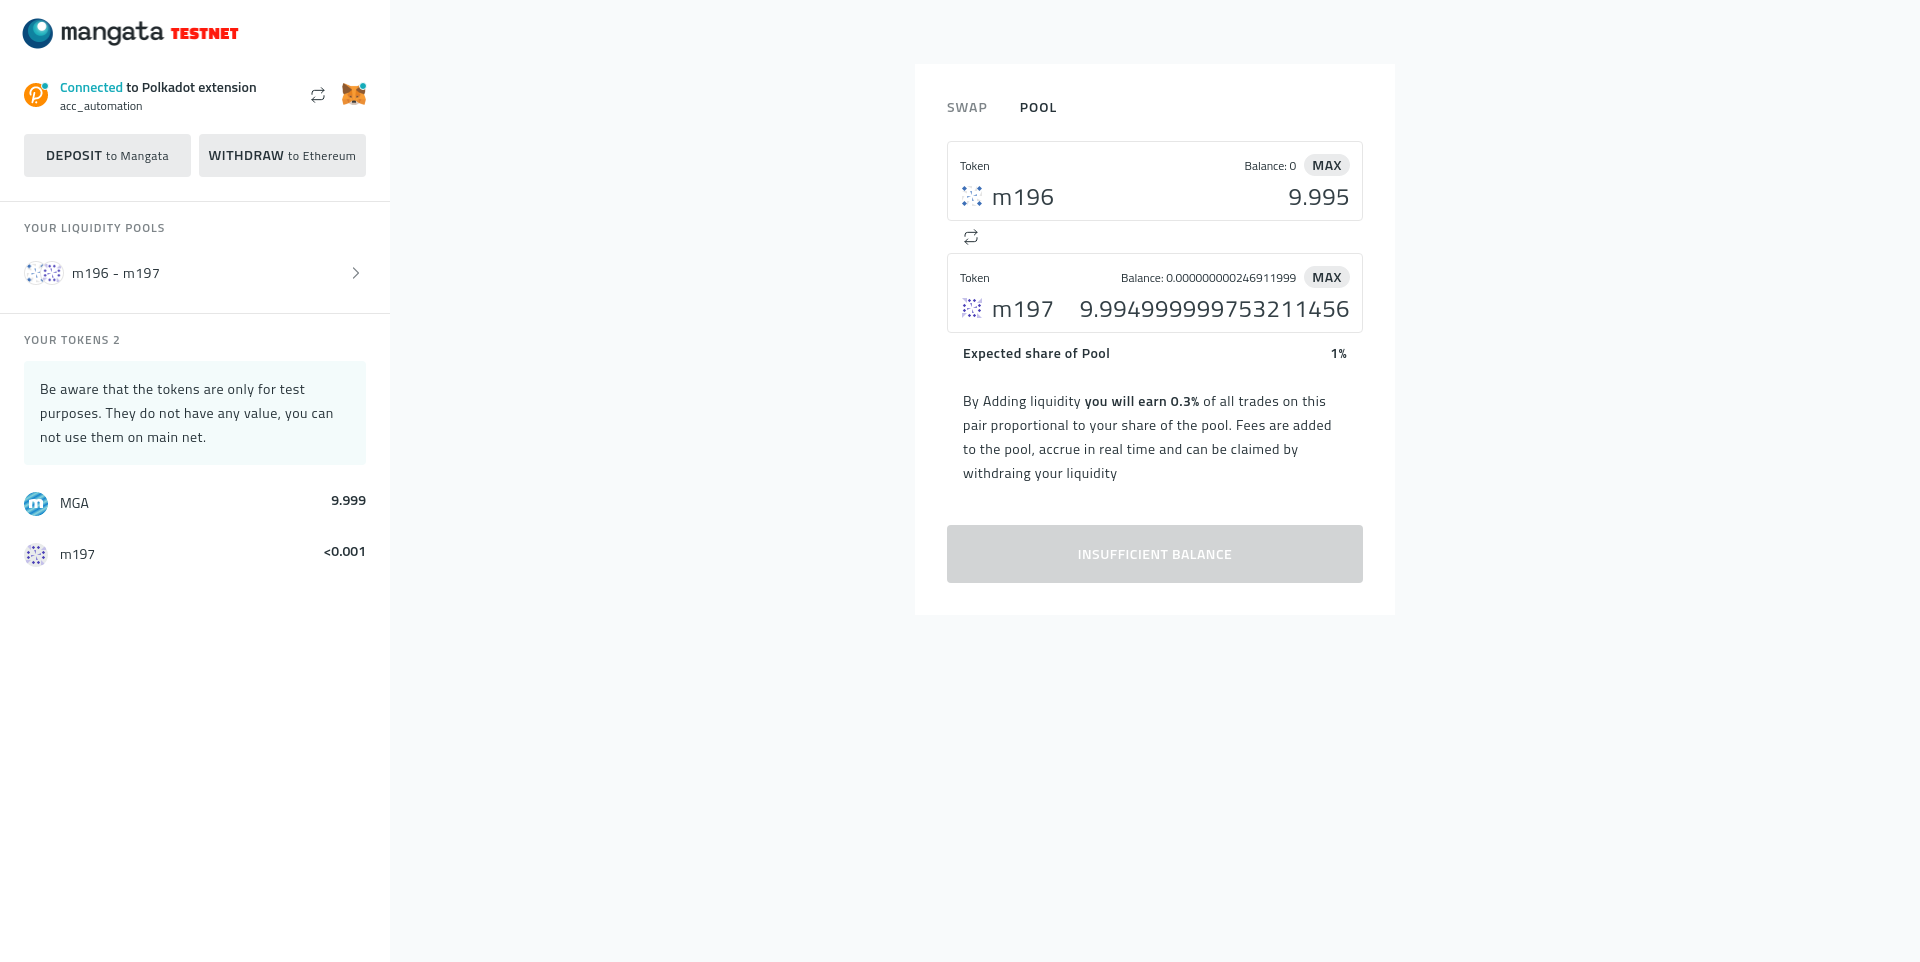 mangata TESTNET
Connected to Polkadot extension
acc_automation
DEPOSIT to Mangata
WITHDRAW to Ethereum
YOUR LIQUIDITY POOLS
m196 - m197
YOUR TOKENS 2
Be aware that the tokens are only for test
purposes. They do not have any value, you can
not use them on main net.
MGA 9.999
m197 <0.001
SWAP POOL
Token Balance: 0 MAX
m196 9.995
Token Balance: 0.000000000246911999 MAX
m197 9.994999999753211456
Expected share of Pool 1%
By Adding liquidity you will earn 0.3% of all trades on this
pair proportional to your share of the pool. Fees are added
to the pool, accrue in real time and can be claimed by
withdraing your liquidity
INSUFFICIENT BALANCE